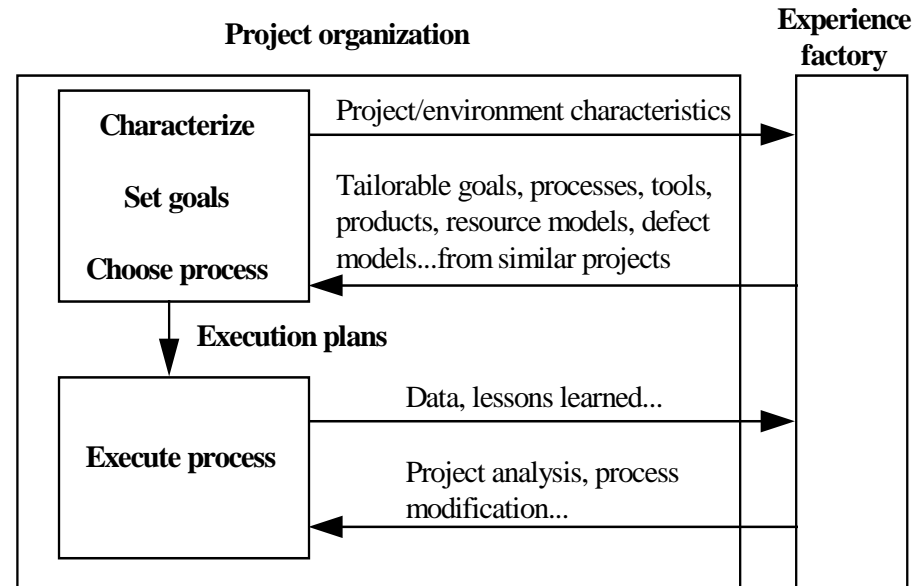 Project organization
Experience
factory
Characterize
Set goals
Choose process
Project/environment characteristics
Tailorable goals, processes, tools,
products, resource models, defect
models...from similar projects
Execution plans
Execute process
Data, lessons learned...
Project analysis, process
modification...